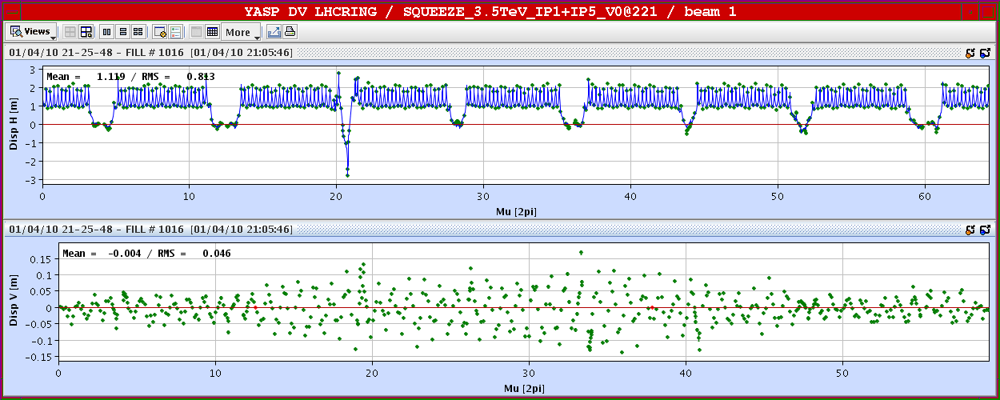 YASP DV LHCRING / SQUEEZE_3.5TeV_IP1+IP5_V0@221 / beam 1
Views More
01/04/10 21-25-48 - FILL # 1016 [01/04/10 21:05:46]
Mean = 1.119 / RMS = 0.813
Disp H [m]
3
2
1
0
-1
-2
-3
0 10 20 30 40 50 60
Mu [2pi]
01/04/10 21-25-48 - FILL # 1016 [01/04/10 21:05:46]
Mean = -0.004 / RMS = 0.046
Disp V [m]
0.15
0.1
0.05
0
-0.05
-0.1
-0.15
0 10 20 30 40 50
Mu [2pi]